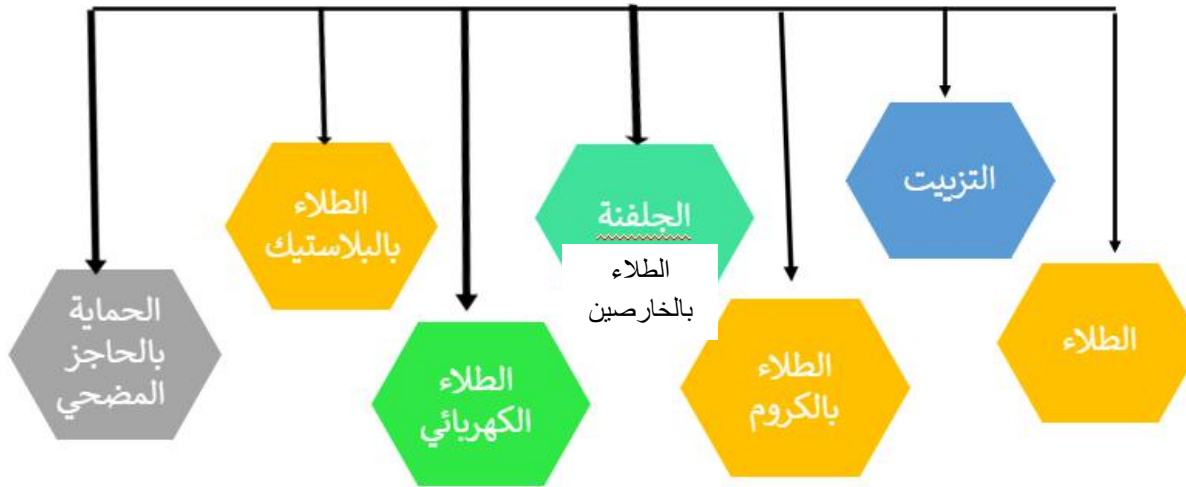 الطلاء
التزييت
الطلاء
بالكروم
الجلفنة
الطلاء
بالخارصين
الطلاء
الكهربائي
الطلاء
بالبلاستيك
الحماية
بالحاجز
المضحي